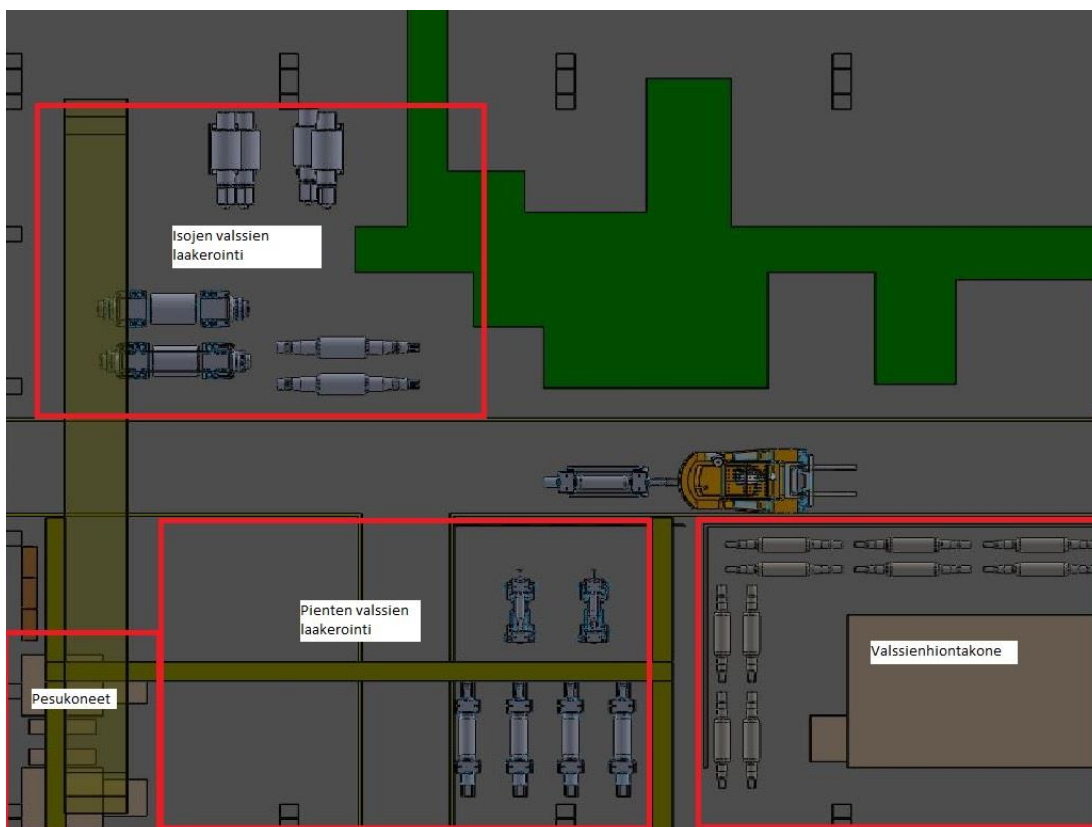 Isojen valssien
laakerointi
Pienten valssien
laakerointi
Valssienhiontakone
Pesukoneet